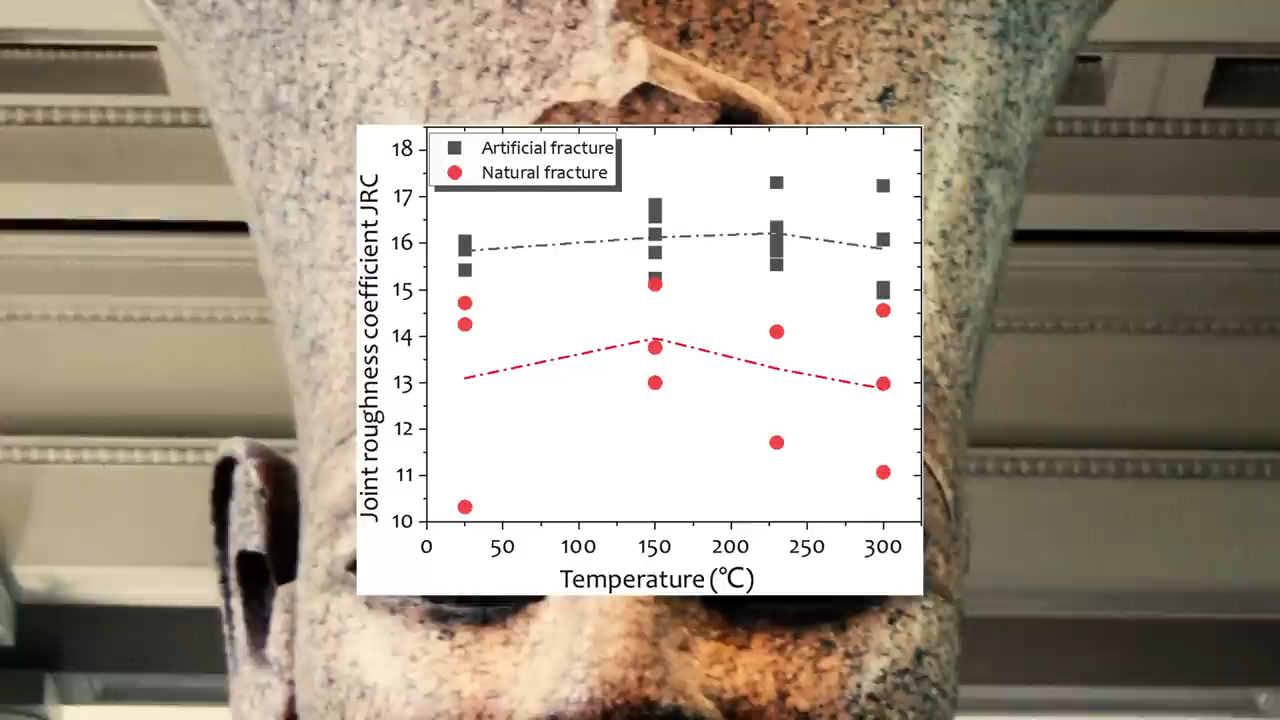 Artificial fracture
Natural fracture
Joint roughness coefficient JRC
18
17
16
15
14
13
12
11
10
0 50 100 150 200 250 300
Temperature (℃)